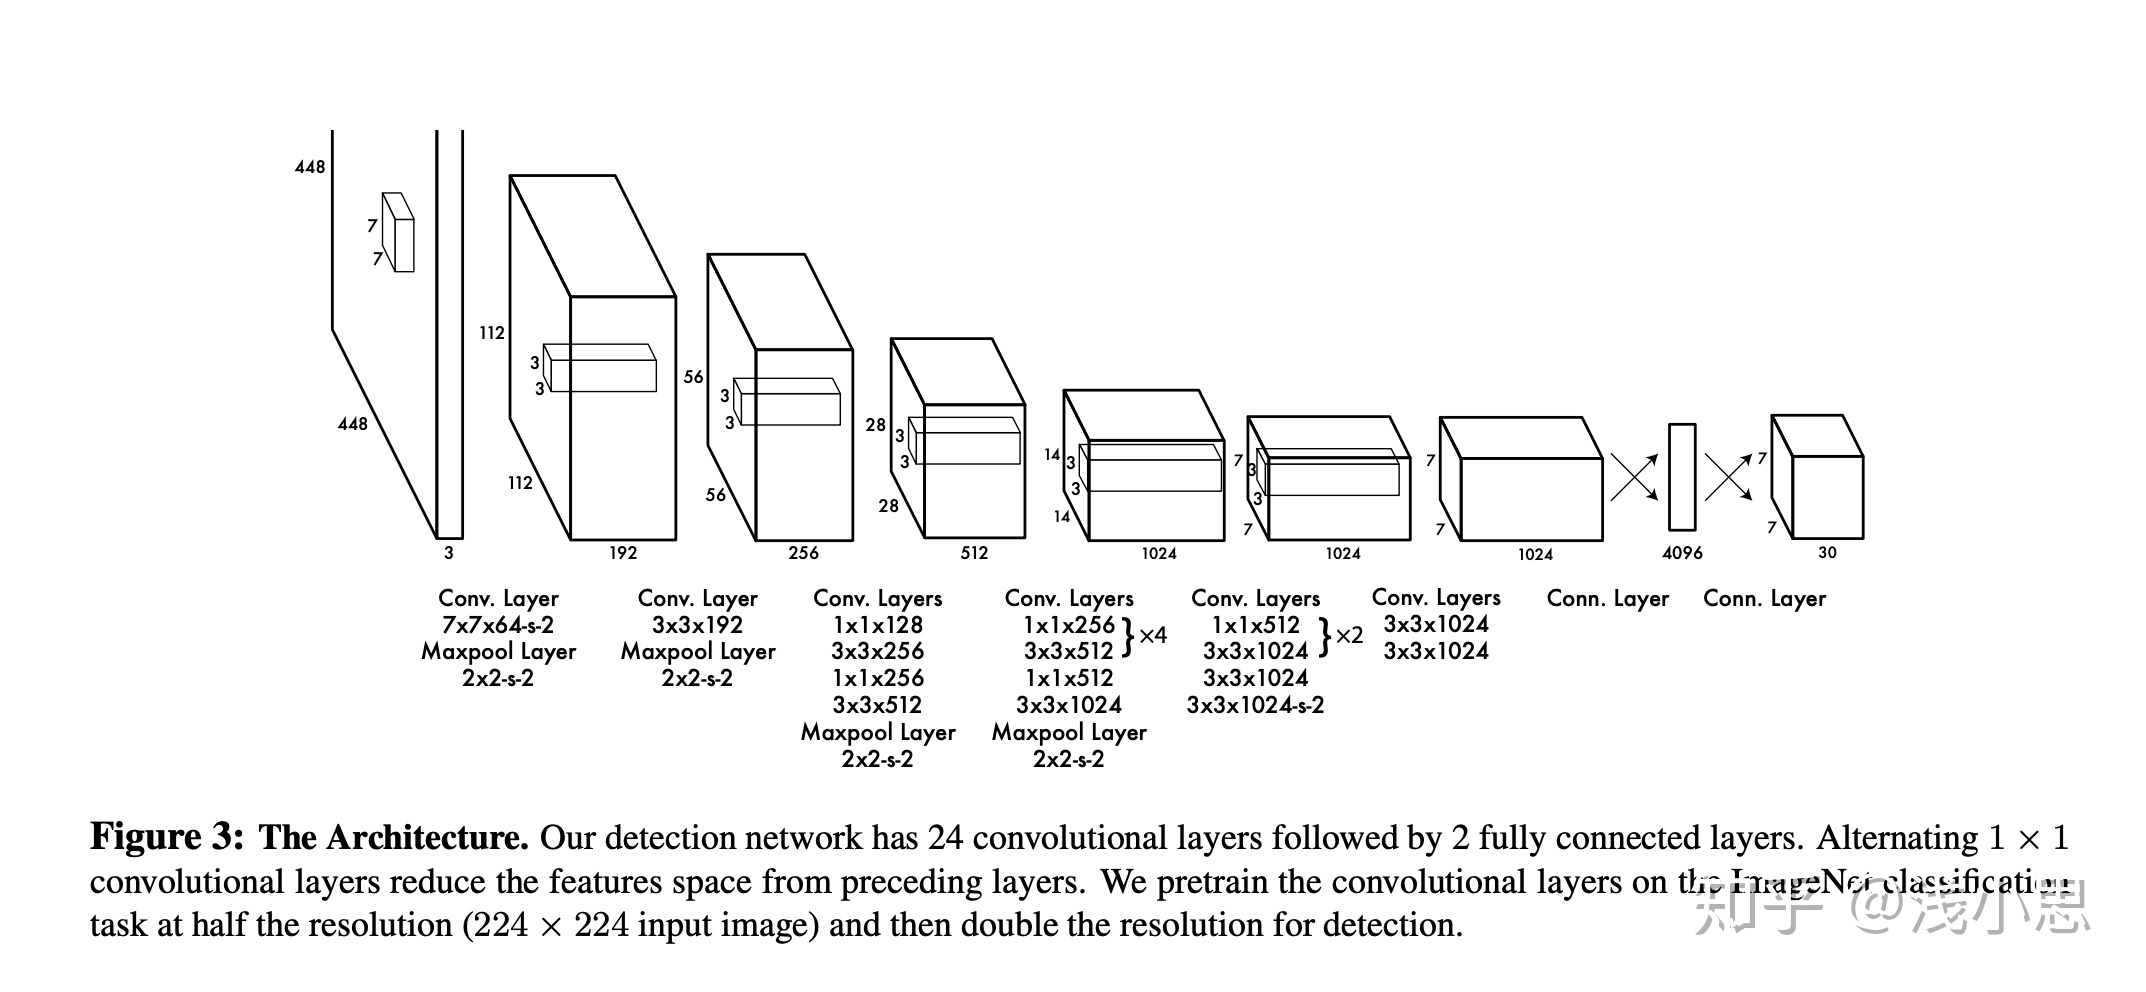 448
7
7
448
3
112
3
3
112
192
56
3
3
56
256
28
3
3
28
512
14
3
3
14
1024
7
3
3
7
1024
7
7
1024
4096
7
7
30
Conv. Layer
7x7x64-s-2
Maxpool Layer
2x2-s-2
Conv. Layer
3x3x192
Maxpool Layer
2x2-s-2
Conv. Layers
1x1x128
3x3x256
1x1x256
3x3x512
Maxpool Layer
2x2-s-2
Conv. Layers
1x1x256
3x3x512
}×4
1x1x512
3x3x1024
Maxpool Layer
2x2-s-2
Conv. Layers
1x1x512
3x3x1024
}×2
3x3x1024
3x3x1024-s-2
Conv. Layers
3x3x1024
3x3x1024
Conn. Layer
Conn. Layer
Figure 3: The Architecture. Our detection network has 24 convolutional layers followed by 2 fully connected layers. Alternating 1 × 1
convolutional layers reduce the features space from preceding layers. We pretrain the convolutional layers on the ImageNet classification
task at half the resolution (224 × 224 input image) and then double the resolution for detection.
知乎 @浅小思